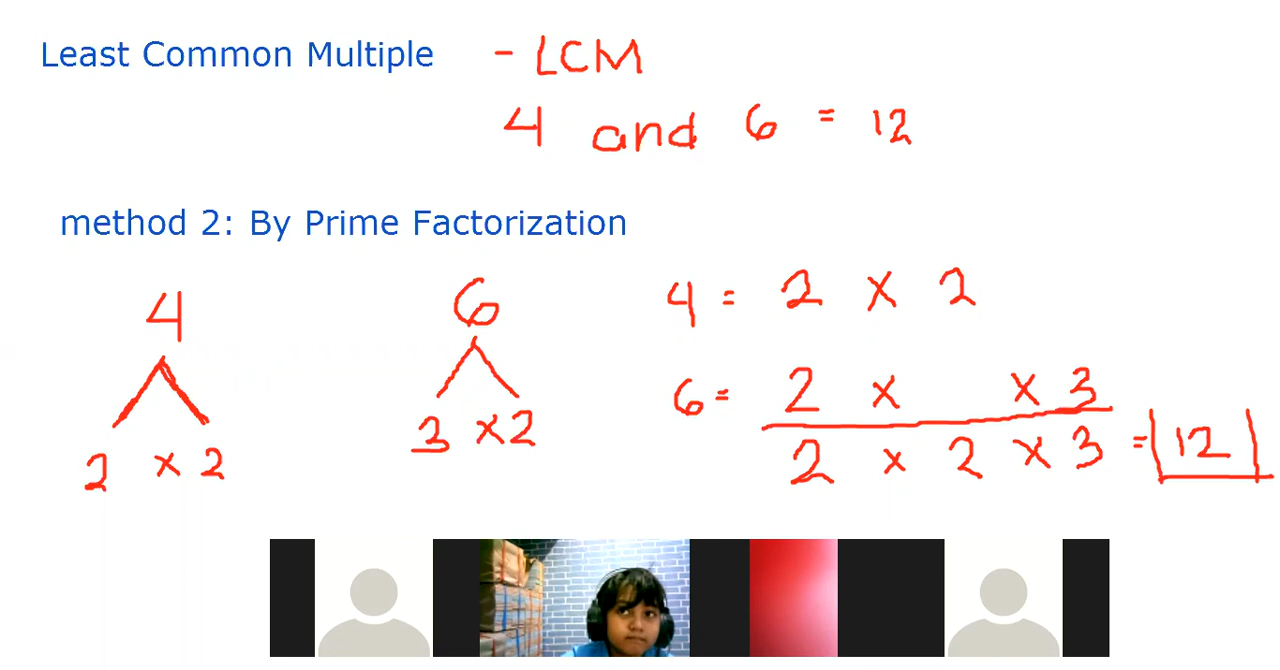 Least Common Multiple - LCM
4 and 6 = 12
method 2: By Prime Factorization
4
2 x 2
6
3 x 2
4 = 2 x 2
6 = 2 x x 3
2 x 2 x 3 = 12